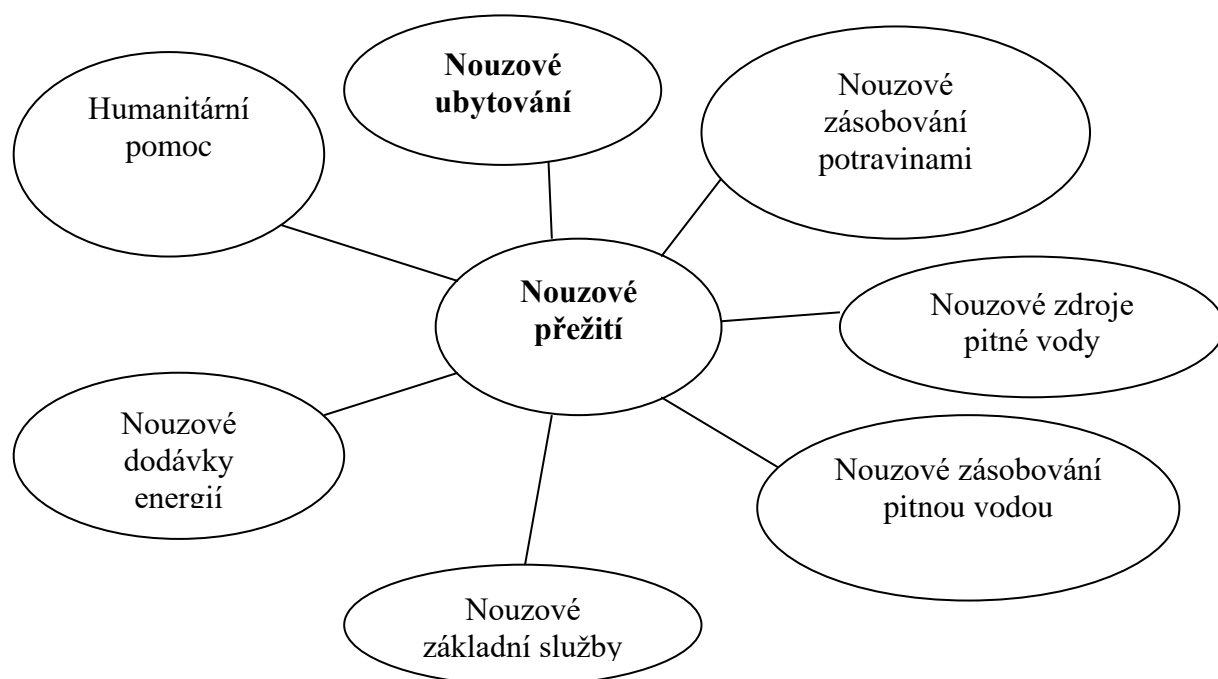 Nouzové
ubytování
Humanitární
pomoc
Nouzové
zásobování
potravinami
Nouzové
přežití
Nouzové zdroje
pitné vody
Nouzové
dodávky
energií
Nouzové zásobování
pitnou vodou
Nouzové
základní služby